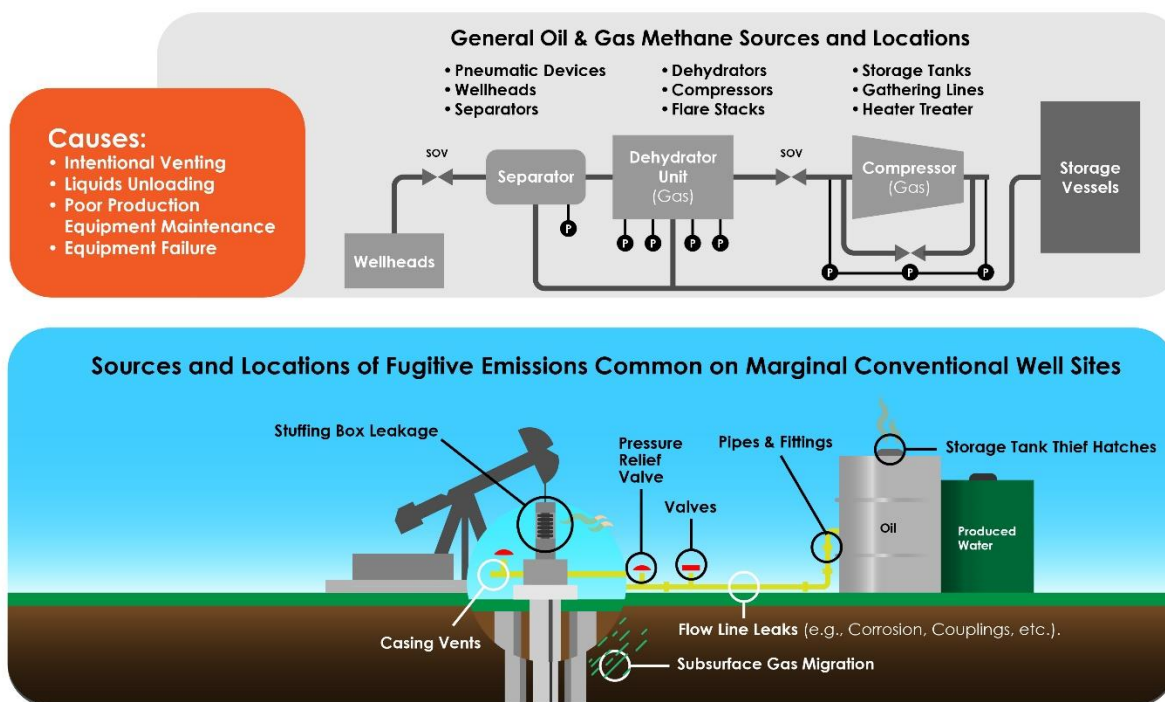 General Oil & Gas Methane Sources and Locations
• Pneumatic Devices
• Wellheads
• Separators
• Dehydrators
• Compressors
• Flare Stacks
• Storage Tanks
• Gathering Lines
• Heater Treater
Causes:
• Intentional Venting
• Liquids Unloading
• Poor Production
Equipment Maintenance
• Equipment Failure
SOV
Separator
Dehydrator
Unit
(Gas)
SOV
Compressor
(Gas)
Storage
Vessels
Wellheads
P
P
P
P
P
P
P
P
Sources and Locations of Fugitive Emissions Common on Marginal Conventional Well Sites
Stuffing Box Leakage
Pressure
Relief
Valve
Valves
Pipes & Fittings
Storage Tank Thief Hatches
Oil
Produced
Water
Casing Vents
Flow Line Leaks (e.g., Corrosion, Couplings, etc.).
Subsurface Gas Migration